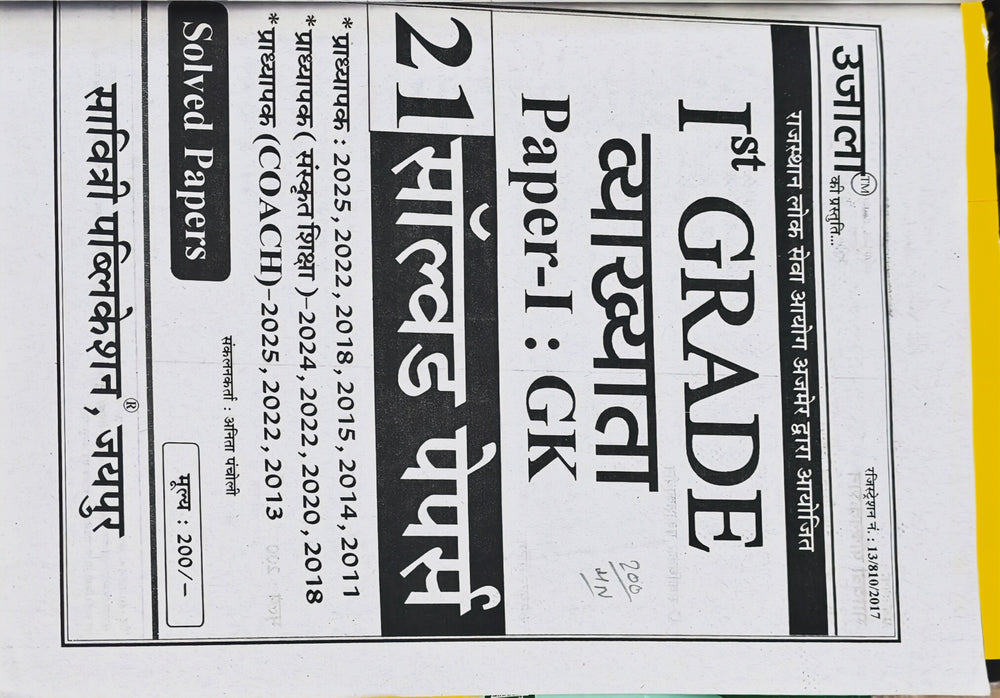 उजाला TM
की प्रस्तुति...
रजिस्ट्रेशन नं. : 13/810/2017
राजस्थान लोक सेवा आयोग अजमेर द्वारा आयोजित
Ist GRADE
व्याख्याता
Paper-I : GK
200
21 सॉल्वड पेपर्स
* प्राध्यापक : 2025, 2022, 2018, 2015, 2014, 2011
* प्राध्यापक ( संस्कृत शिक्षा )-2024, 2022, 2020, 2018
* प्राध्यापक (COACH)-2025, 2022, 2013
Solved Papers
संकलनकर्ता : अनिता पंचोली
मूल्य : 200/-
सावित्री पब्लिकेशन®, जयपुर